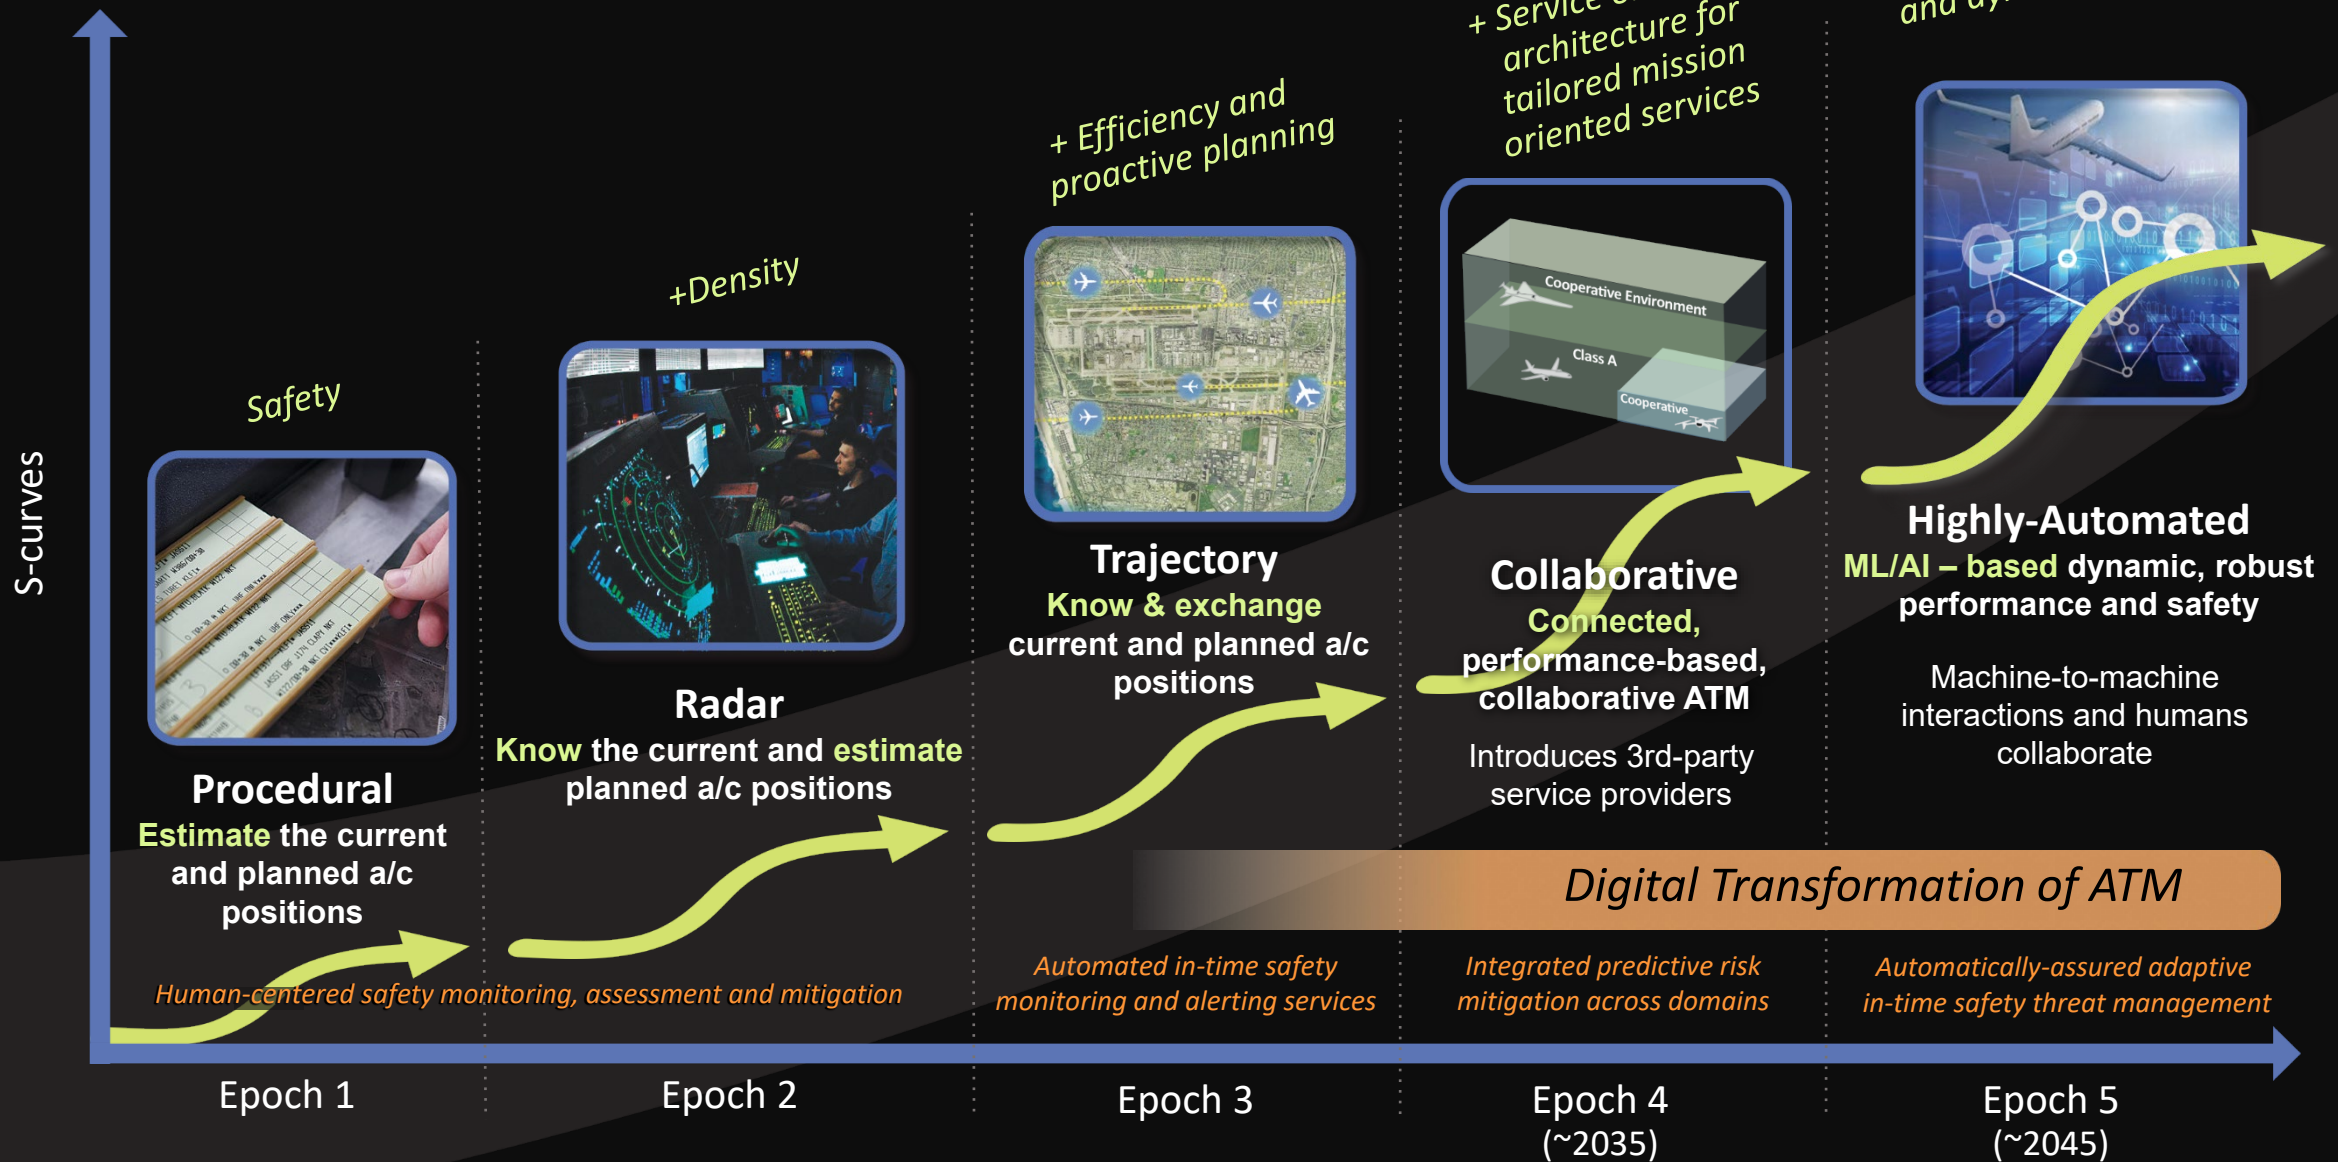 S-curves
Safety
Procedural
Estimate the current
and planned a/c
positions
+Density
Radar
Know the current and estimate
planned a/c positions
Human-centered safety monitoring, assessment and mitigation
+ Efficiency and
proactive planning
Trajectory
Know & exchange
current and planned a/c
positions
Automated in-time safety
monitoring and alerting services
+ Service
architecture for
tailored mission
oriented services
Cooperative Environment
Class A
Cooperative
Collaborative
Connected,
performance-based,
collaborative ATM
Introduces 3rd-party
service providers
Integrated predictive risk
mitigation across domains
and
Highly-Automated
ML/AI – based dynamic, robust
performance and safety
Machine-to-machine
interactions and humans
collaborate
Digital Transformation of ATM
Automatically-assured adaptive
in-time safety threat management
Epoch 1
Epoch 2
Epoch 3
Epoch 4
(~2035)
Epoch 5
(~2045)